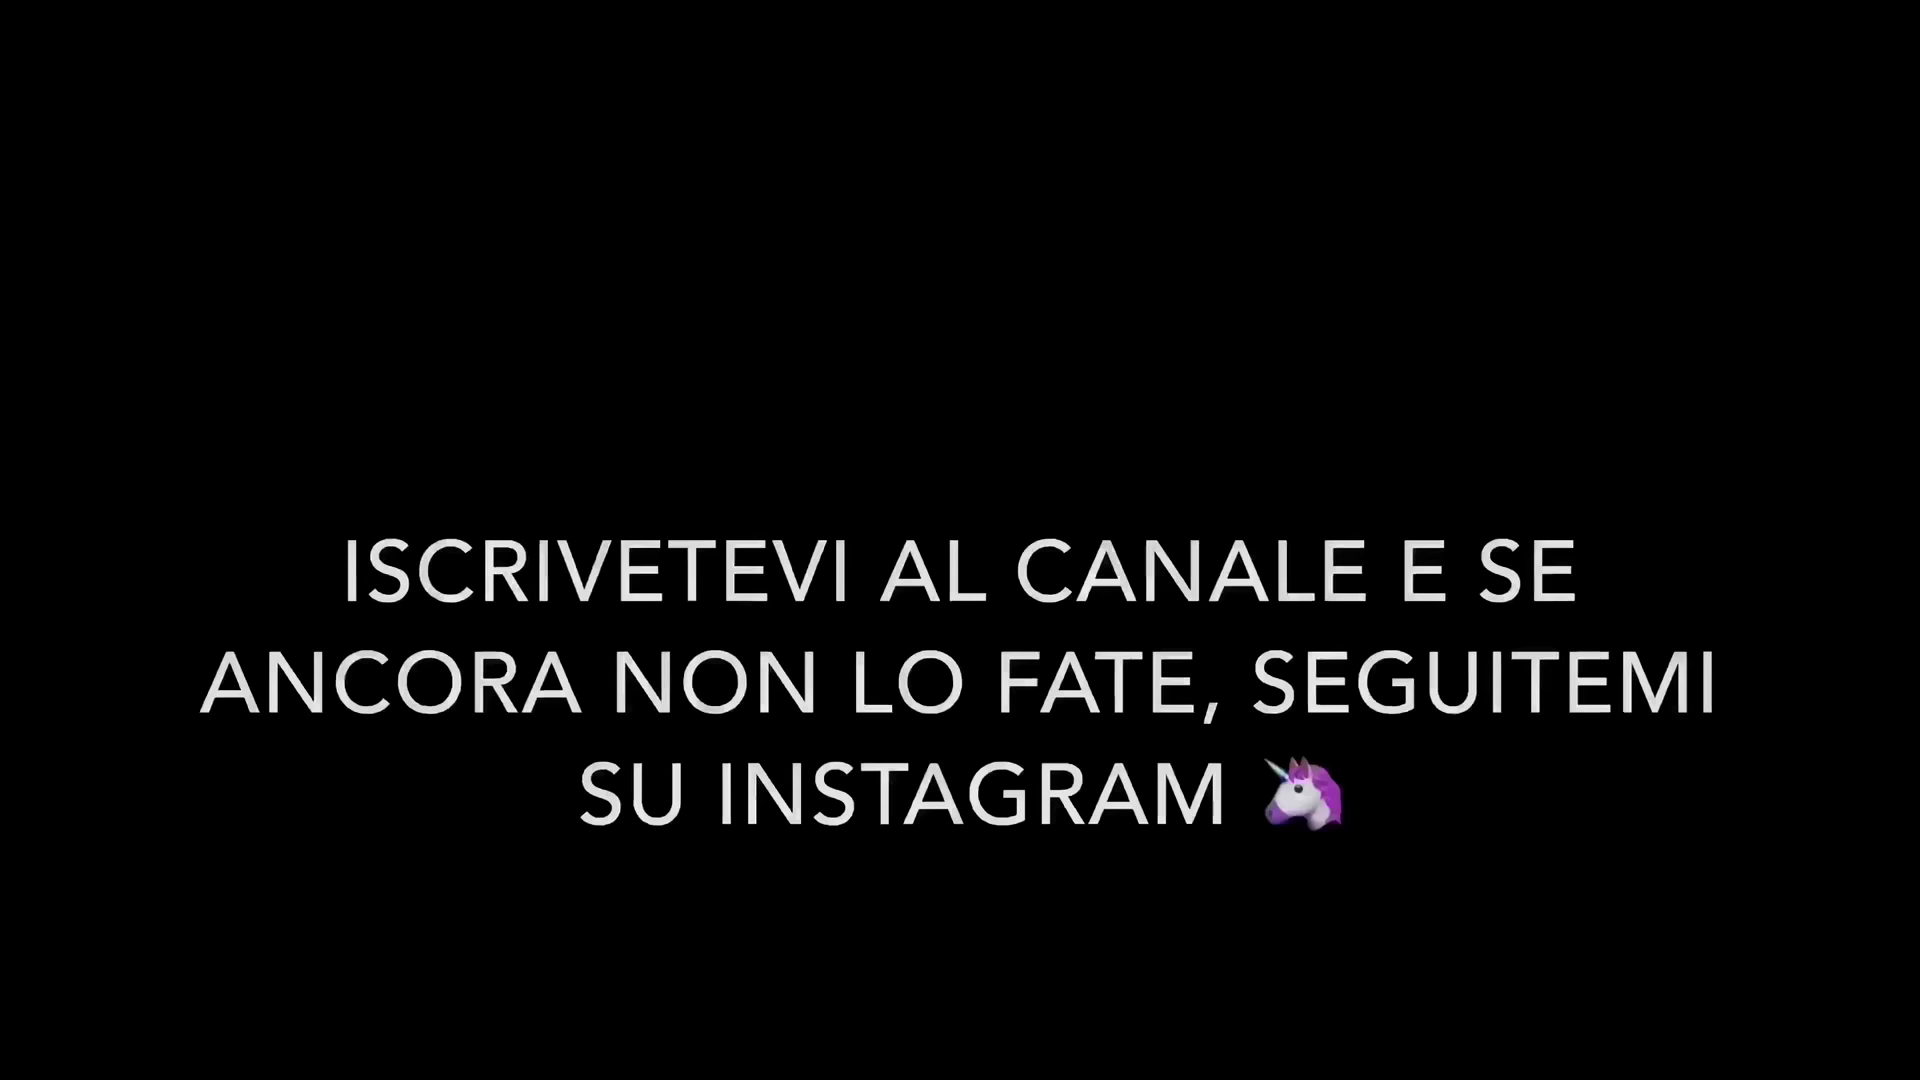 ISCRIVETEVI AL CANALE E SE
ANCORA NON LO FATE, SEGUITEMI
SU INSTAGRAM 🦄